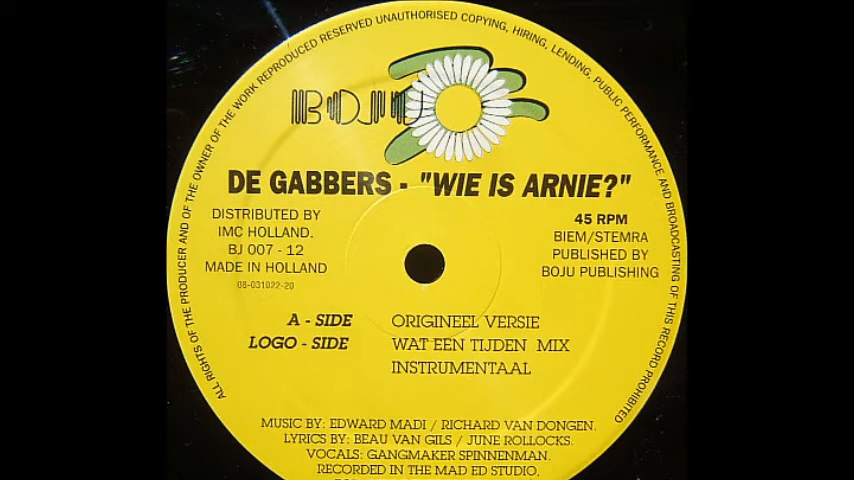 ALL RIGHTS OF THE PRODUCER AND OF THE OWNER OF THE WORK REPRODUCED RESERVED UNAUTHORISED COPYING, HIRING, LENDING, PUBLIC PERFORMANCE AND BROADCASTING OF THIS RECORD PROHIBITED
BOJU
DE GABBERS - "WIE IS ARNIE?"
DISTRIBUTED BY
IMC HOLLAND.
BJ 007 - 12
MADE IN HOLLAND
08-031022-20
45 RPM
BIEM/STEMRA
PUBLISHED BY
BOJU PUBLISHING
A - SIDE ORIGINEEL VERSIE
LOGO - SIDE WAT EEN TIJDEN MIX
INSTRUMENTAAL
MUSIC BY: EDWARD MADI / RICHARD VAN DONGEN.
LYRICS BY: BEAU VAN GILS / JUNE ROLLOCKS.
VOCALS: GANGMAKER SPINNENMAN.
RECORDED IN THE MAD ED STUDIO,